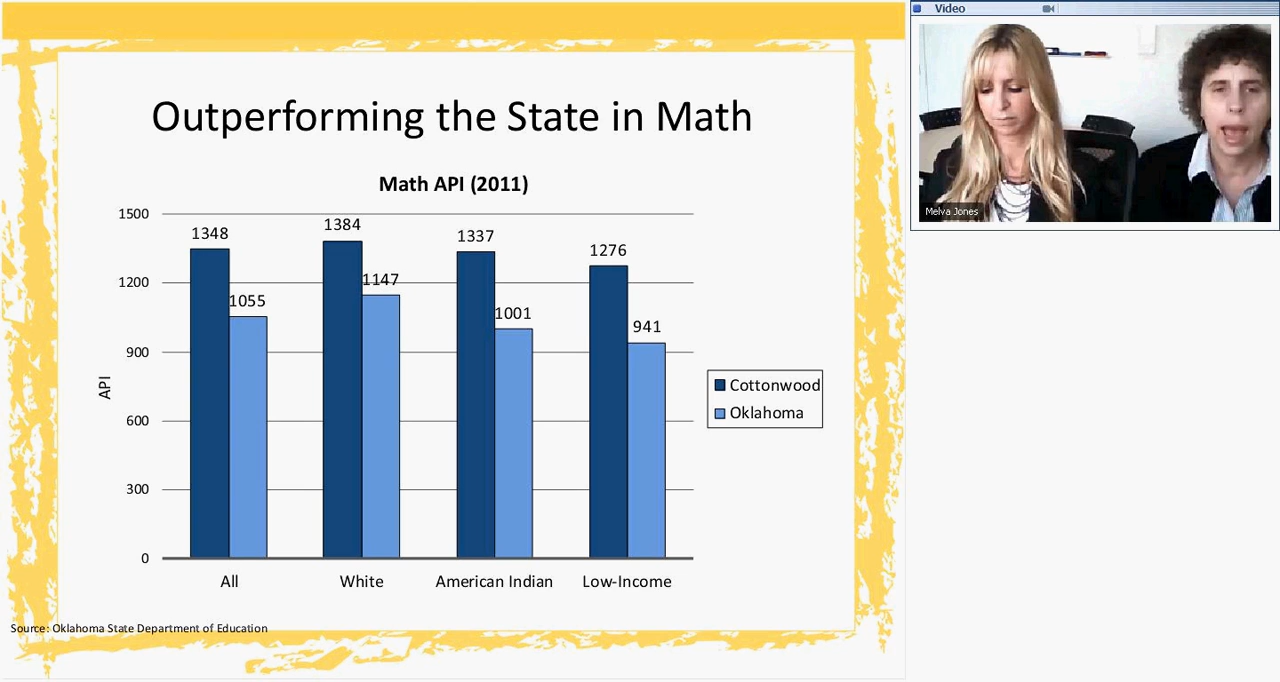 Video
Outperforming the State in Math
Math API (2011)
1500
1200
900
600
300
0
API
1348
1055
1384
1147
1337
1001
1276
941
All
White
American Indian
Low-Income
Cottonwood
Oklahoma
Source: Oklahoma State Department of Education
Melva Jones